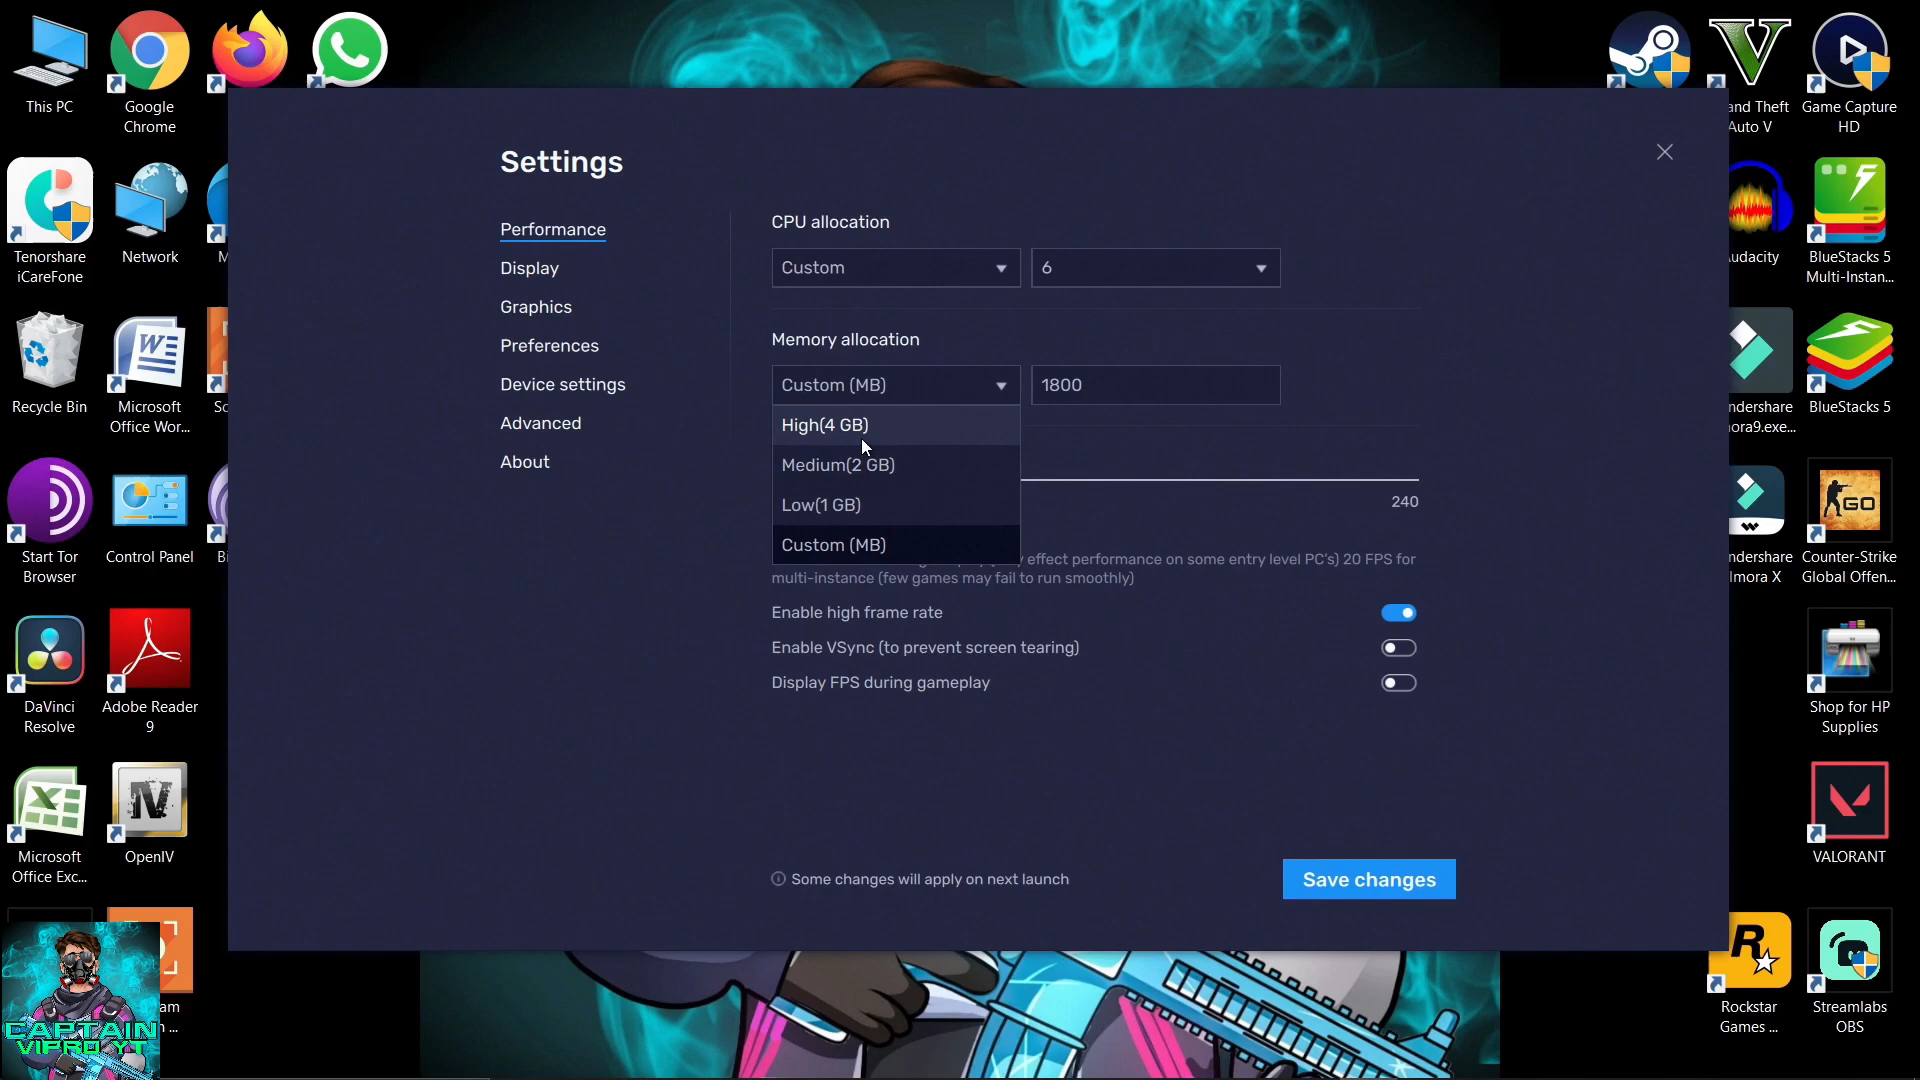 This PC
Google
Chrome
and Theft
Auto V
Game Capture
HD
Settings
Performance
Display
Graphics
Preferences
Device settings
Advanced
About
CPU allocation
Custom
6
Memory allocation
Custom (MB)
1800
High(4 GB)
Medium(2 GB)
Low(1 GB)
Custom (MB)
240
effect performance on some entry level PC's) 20 FPS for
multi-instance (few games may fail to run smoothly)
Enable high frame rate
Enable VSync (to prevent screen tearing)
Display FPS during gameplay
Some changes will apply on next launch
Save changes
Tenorshare
iCareFone
Network
M
udacity
BlueStacks 5
Multi-Instan...
Recycle Bin
Microsoft
Office Wor...
Sc
ndershare
nora9.exe...
BlueStacks 5
Start Tor
Browser
Control Panel
Bi
ndershare
lmora X
GO
Counter-Strike
Global Offen...
DaVinci
Resolve
Adobe Reader
9
Shop for HP
Supplies
Microsoft
Office Exc...
OpenIV
VALORANT
am
...
CAPTAIN
VIPRO YT
Rockstar
Games ...
Streamlabs
OBS